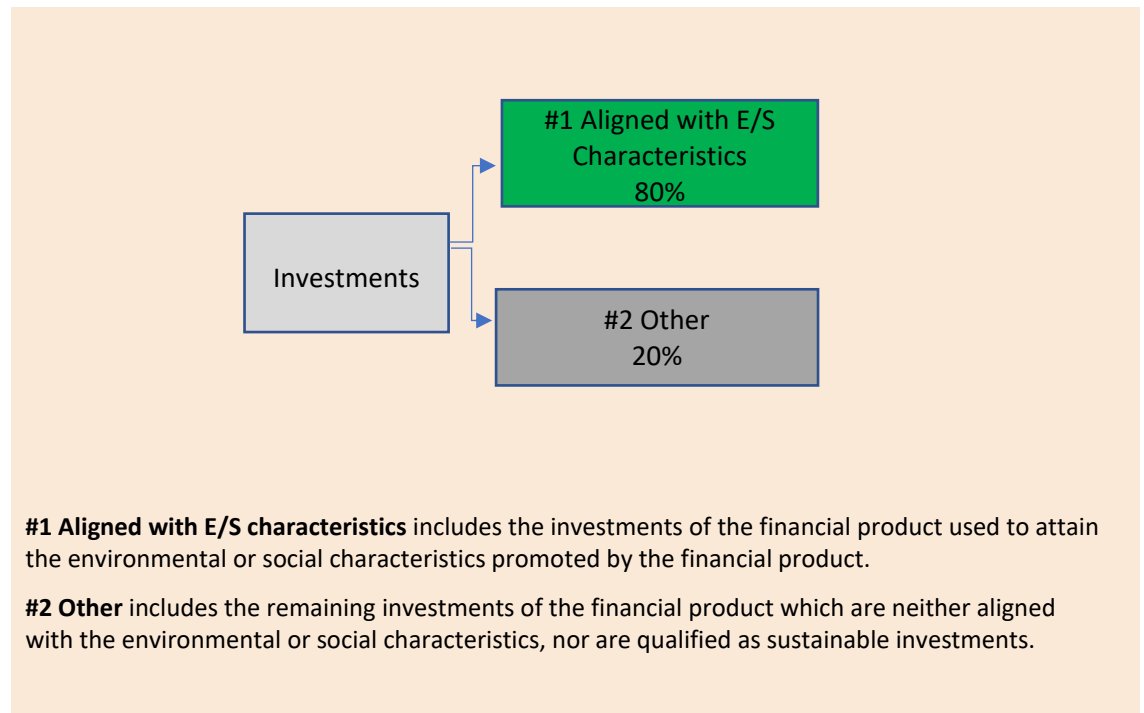 #1 Aligned with E/S
Characteristics
80%
Investments
#2 Other
20%
#1 Aligned with E/S characteristics includes the investments of the financial product used to attain
the environmental or social characteristics promoted by the financial product.
#2 Other includes the remaining investments of the financial product which are neither aligned
with the environmental or social characteristics, nor are qualified as sustainable investments.